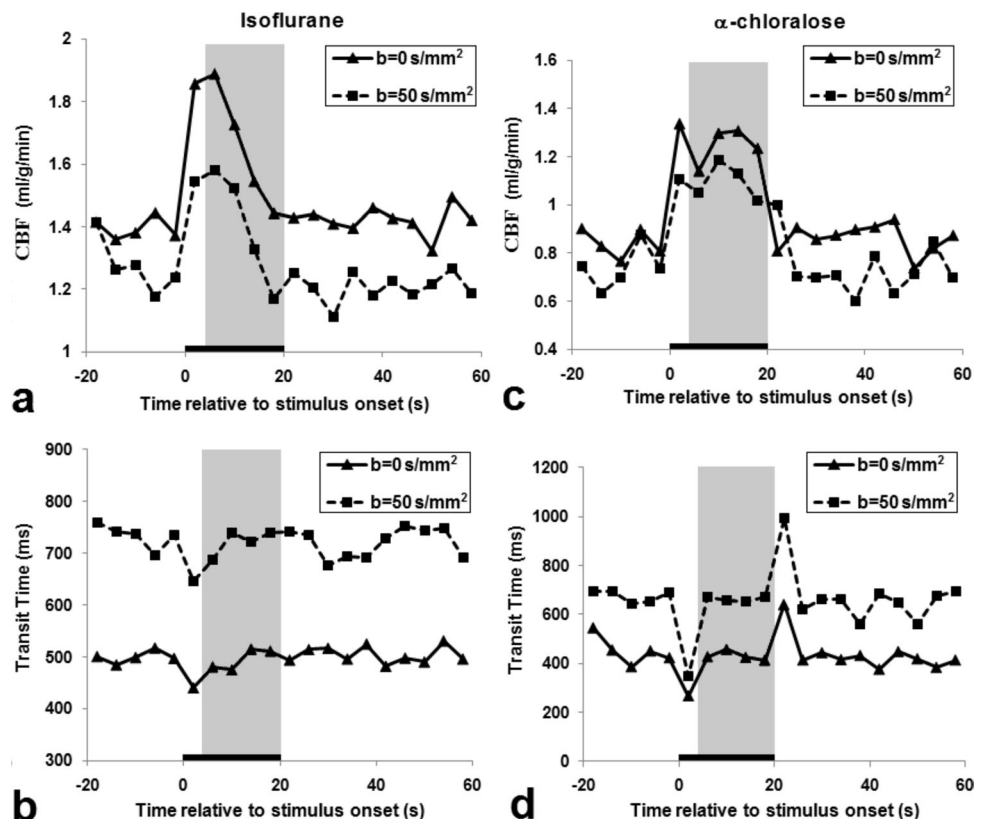 Isoflurane
2
1.8
1.6
1.4
1.2
1
CBF (ml/g/min)
b=0 s/mm²
b=50 s/mm²
-20 0 20 40 60
Time relative to stimulus onset (s)
a
α-chloralose
1.6
1.4
1.2
1
0.8
0.6
0.4
CBF (ml/g/min)
b=0 s/mm²
b=50 s/mm²
-20 0 20 40 60
Time relative to stimulus onset (s)
c
900
800
700
600
500
400
300
Transit Time (ms)
b=0 s/mm²
b=50 s/mm²
-20 0 20 40 60
Time relative to stimulus onset (s)
b
1200
1000
800
600
400
200
0
Transit Time (ms)
b=0 s/mm²
b=50 s/mm²
-20 0 20 40 60
Time relative to stimulus onset (s)
d